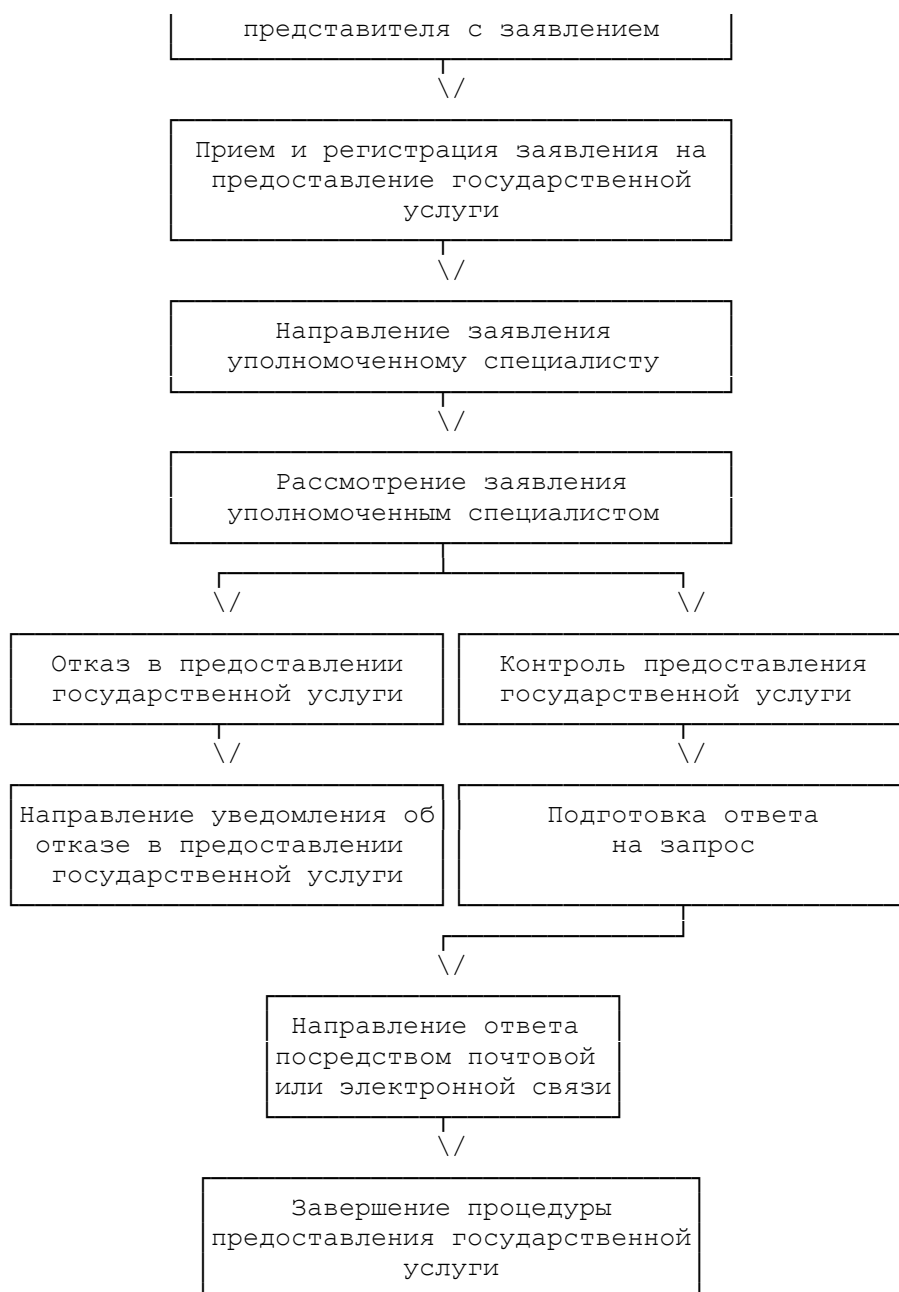 представителя с заявлением
\/
Прием и регистрация заявления на
предоставление государственной
услуги
\/
Направление заявления
уполномоченному специалисту
\/
Рассмотрение заявления
уполномоченным специалистом
\/ \/
Отказ в предоставлении
государственной услуги
Контроль предоставления
государственной услуги
\/ \/
Направление уведомления об
отказе в предоставлении
государственной услуги
Подготовка ответа
на запрос
\/
Направление ответа
посредством почтовой
или электронной связи
\/
Завершение процедуры
предоставления государственной
услуги